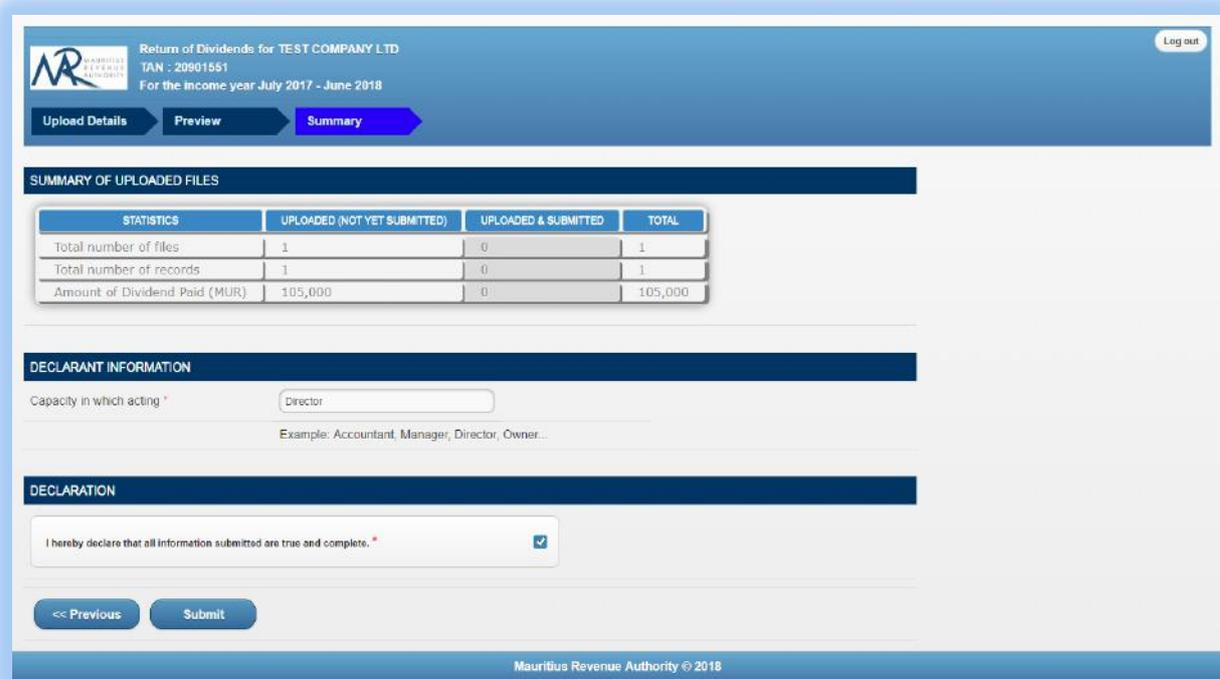 MAURITIUS
REVENUE
AUTHORITY
Return of Dividends for TEST COMPANY LTD
TAN : 20901551
For the income year July 2017 - June 2018
Log out
Upload Details Preview Summary
SUMMARY OF UPLOADED FILES
STATISTICS UPLOADED (NOT YET SUBMITTED) UPLOADED & SUBMITTED TOTAL
Total number of files 1 0 1
Total number of records 1 0 1
Amount of Dividend Paid (MUR) 105,000 0 105,000
DECLARANT INFORMATION
Capacity in which acting * Director
Example: Accountant, Manager, Director, Owner...
DECLARATION
I hereby declare that all information submitted are true and complete. *
<< Previous Submit
Mauritius Revenue Authority © 2018